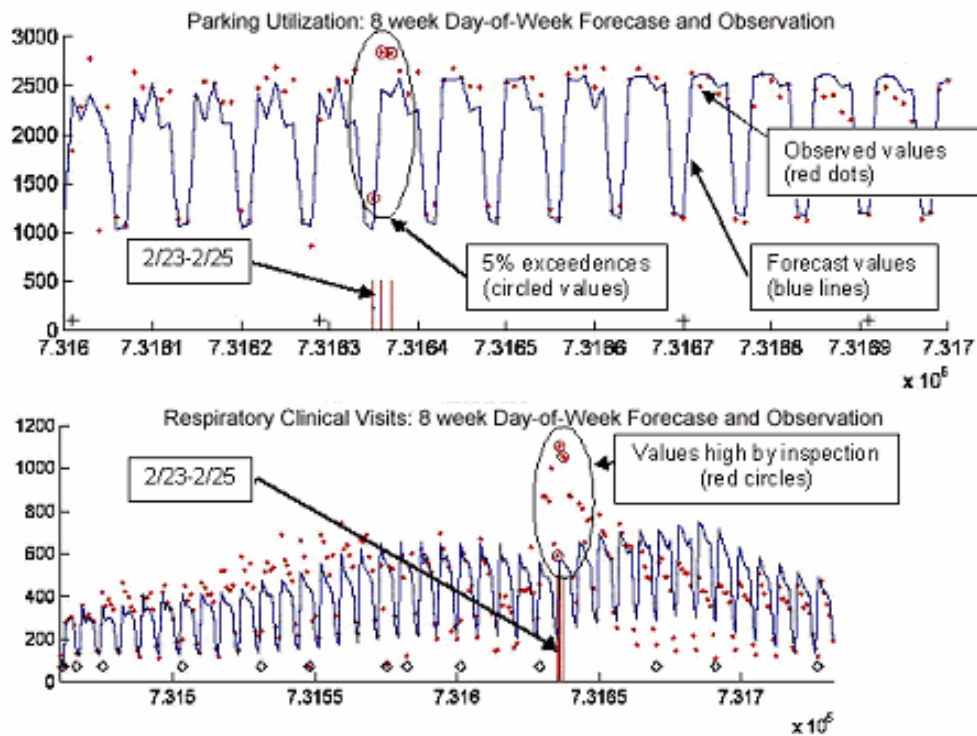 Parking Utilization: 8 week Day-of-Week Forecase and Observation
3000
2500
2000
1500
1000
500
0
Observed values
(red dots)
2/23-2/25
5% exceedences
(circled values)
Forecast values
(blue lines)
7.316 7.3161 7.3162 7.3163 7.3164 7.3165 7.3166 7.3167 7.3168 7.3169 7.317
x 10^5
Respiratory Clinical Visits: 8 week Day-of-Week Forecase and Observation
1200
1000
800
600
400
200
0
2/23-2/25
Values high by inspection
(red circles)
7.315 7.3155 7.316 7.3165 7.317
x 10^5